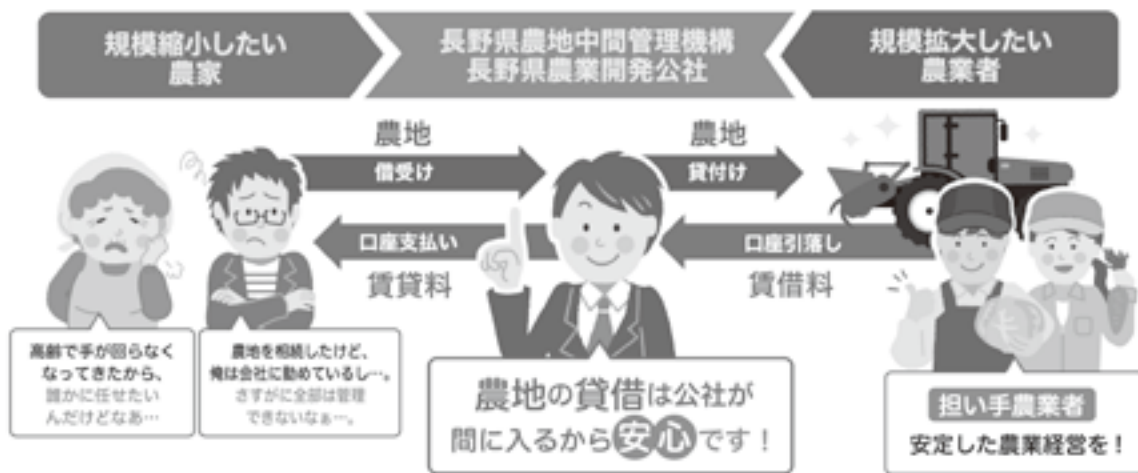 規模縮小したい
農家
長野県農地中間管理機構
長野県農業開発公社
規模拡大したい
農業者
農地
借受け
農地
貸付け
口座支払い
賃貸料
口座引落し
賃借料
高齢で手が回らなく
なってきたから、
誰かに任せたい
んだけどなあ…
農地を相続したけど、
俺は会社に勤めているし…。
さすがに全部は管理
できないなぁ…。
農地の貸借は公社が
間に入るから安心です！
担い手農業者
安定した農業経営を！